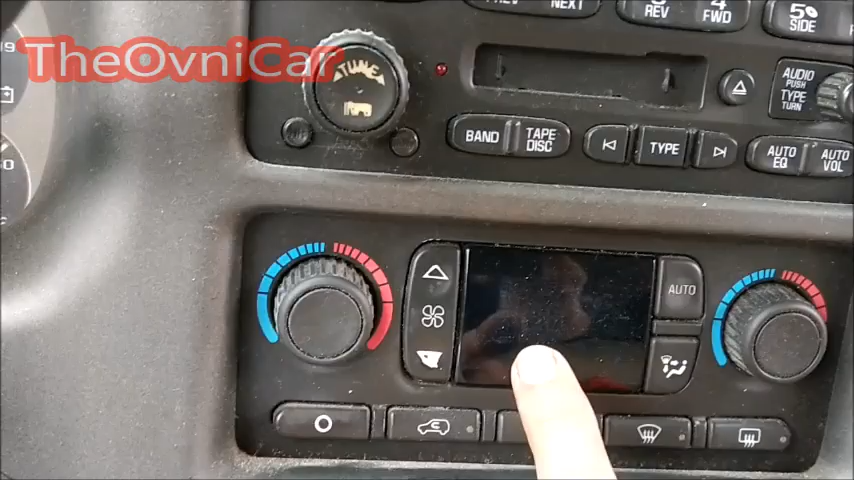 PREV NEXT
REV
4
FWD
5
SIDE
TheOvniCar
TUNE
AUDIO
PUSH
TYPE
TURN
BAND
TAPE
DISC
TYPE
AUTO
EQ
AUTO
VOL
AUTO